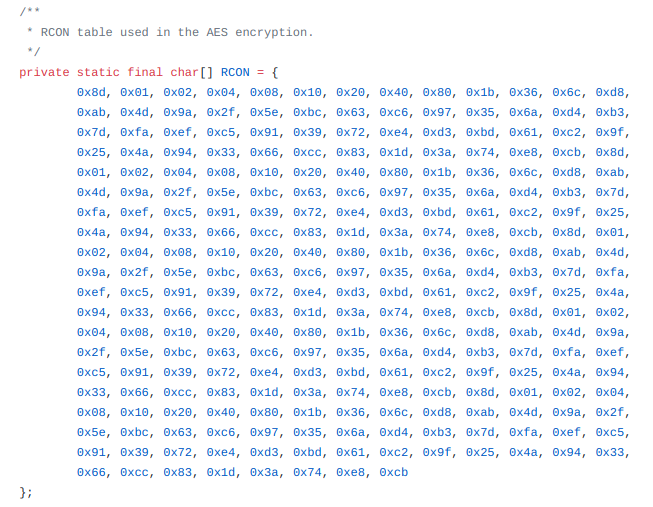 /**
 * RCON table used in the AES encryption.
 */
private static final char[] RCON = {
        0x8d, 0x01, 0x02, 0x04, 0x08, 0x10, 0x20, 0x40, 0x80, 0x1b, 0x36, 0x6c, 0xd8,
        0xab, 0x4d, 0x9a, 0x2f, 0x5e, 0xbc, 0x63, 0xc6, 0x97, 0x35, 0x6a, 0xd4, 0xb3,
        0x7d, 0xfa, 0xef, 0xc5, 0x91, 0x39, 0x72, 0xe4, 0xd3, 0xbd, 0x61, 0xc2, 0x9f,
        0x25, 0x4a, 0x94, 0x33, 0x66, 0xcc, 0x83, 0x1d, 0x3a, 0x74, 0xe8, 0xcb, 0x8d,
        0x01, 0x02, 0x04, 0x08, 0x10, 0x20, 0x40, 0x80, 0x1b, 0x36, 0x6c, 0xd8, 0xab,
        0x4d, 0x9a, 0x2f, 0x5e, 0xbc, 0x63, 0xc6, 0x97, 0x35, 0x6a, 0xd4, 0xb3, 0x7d,
        0xfa, 0xef, 0xc5, 0x91, 0x39, 0x72, 0xe4, 0xd3, 0xbd, 0x61, 0xc2, 0x9f, 0x25,
        0x4a, 0x94, 0x33, 0x66, 0xcc, 0x83, 0x1d, 0x3a, 0x74, 0xe8, 0xcb, 0x8d, 0x01,
        0x02, 0x04, 0x08, 0x10, 0x20, 0x40, 0x80, 0x1b, 0x36, 0x6c, 0xd8, 0xab, 0x4d,
        0x9a, 0x2f, 0x5e, 0xbc, 0x63, 0xc6, 0x97, 0x35, 0x6a, 0xd4, 0xb3, 0x7d, 0xfa,
        0xef, 0xc5, 0x91, 0x39, 0x72, 0xe4, 0xd3, 0xbd, 0x61, 0xc2, 0x9f, 0x25, 0x4a,
        0x94, 0x33, 0x66, 0xcc, 0x83, 0x1d, 0x3a, 0x74, 0xe8, 0xcb, 0x8d, 0x01, 0x02,
        0x04, 0x08, 0x10, 0x20, 0x40, 0x80, 0x1b, 0x36, 0x6c, 0xd8, 0xab, 0x4d, 0x9a,
        0x2f, 0x5e, 0xbc, 0x63, 0xc6, 0x97, 0x35, 0x6a, 0xd4, 0xb3, 0x7d, 0xfa, 0xef,
        0xc5, 0x91, 0x39, 0x72, 0xe4, 0xd3, 0xbd, 0x61, 0xc2, 0x9f, 0x25, 0x4a, 0x94,
        0x33, 0x66, 0xcc, 0x83, 0x1d, 0x3a, 0x74, 0xe8, 0xcb, 0x8d, 0x01, 0x02, 0x04,
        0x08, 0x10, 0x20, 0x40, 0x80, 0x1b, 0x36, 0x6c, 0xd8, 0xab, 0x4d, 0x9a, 0x2f,
        0x5e, 0xbc, 0x63, 0xc6, 0x97, 0x35, 0x6a, 0xd4, 0xb3, 0x7d, 0xfa, 0xef, 0xc5,
        0x91, 0x39, 0x72, 0xe4, 0xd3, 0xbd, 0x61, 0xc2, 0x9f, 0x25, 0x4a, 0x94, 0x33,
        0x66, 0xcc, 0x83, 0x1d, 0x3a, 0x74, 0xe8, 0xcb
};